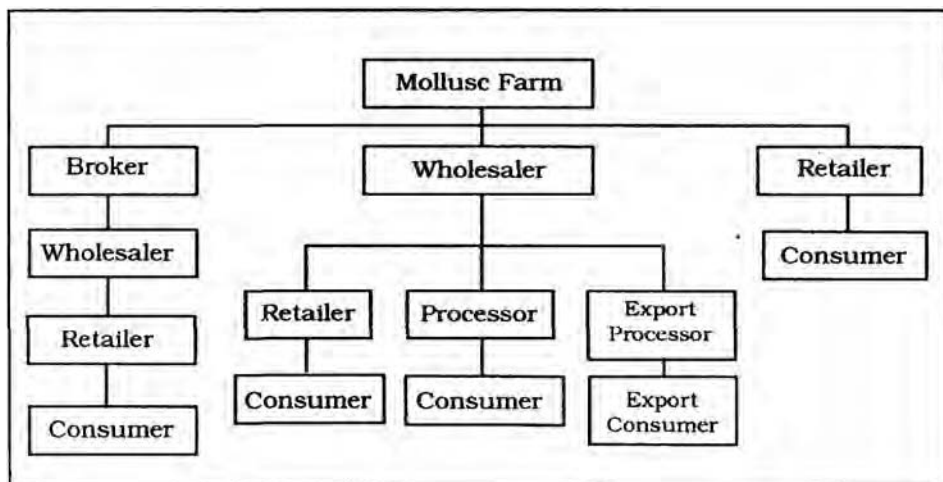 Mollusc Farm
Broker
Wholesaler
Retailer
Wholesaler
Consumer
Retailer
Processor
Export
Processor
Retailer
Consumer
Consumer
Export
Consumer
Consumer